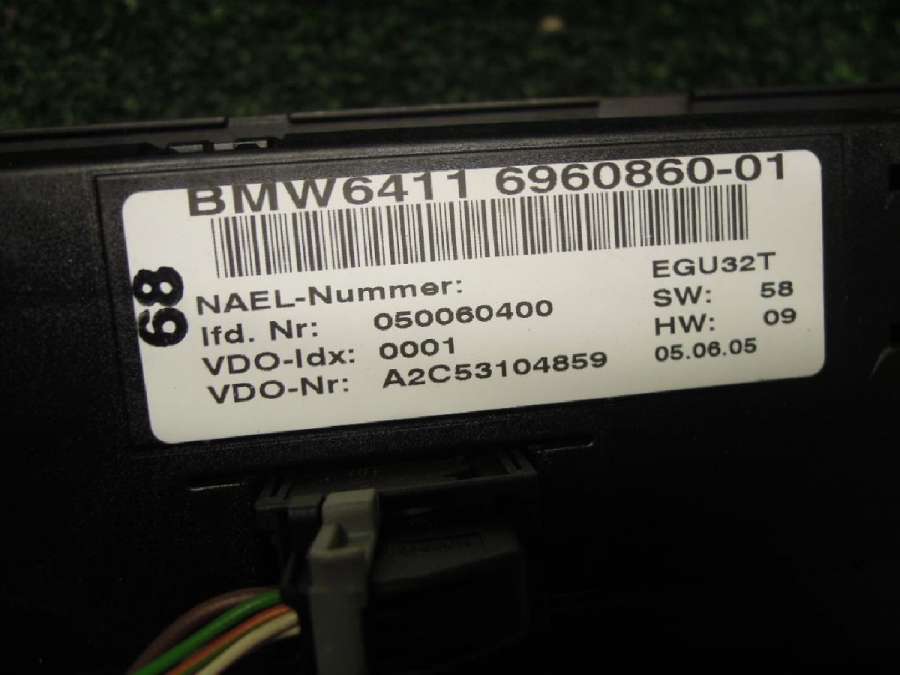 BMW6411 6960860-01
NAEL-Nummer:
lfd. Nr: 050060400
VDO-Idx: 0001
VDO-Nr: A2C53104859
EGU32T
SW: 58
HW: 09
05.06.05
68